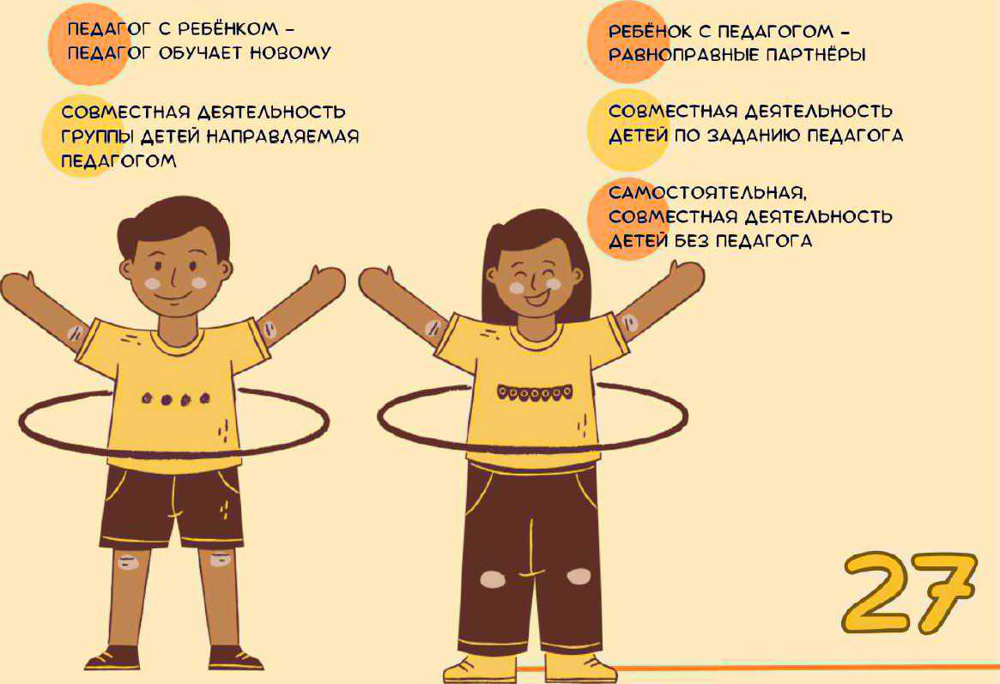 ПЕДАГОГ С РЕБЁНКОМ –
ПЕДАГОГ ОБУЧАЕТ НОВОМУ
СОВМЕСТНАЯ ДЕЯТЕЛЬНОСТЬ
ГРУППЫ ДЕТЕЙ НАПРАВЛЯЕМАЯ
ПЕДАГОГОМ
РЕБЁНОК С ПЕДАГОГОМ –
РАВНОПРАВНЫЕ ПАРТНЁРЫ
СОВМЕСТНАЯ ДЕЯТЕЛЬНОСТЬ
ДЕТЕЙ ПО ЗАДАНИЮ ПЕДАГОГА
САМОСТОЯТЕЛЬНАЯ,
СОВМЕСТНАЯ ДЕЯТЕЛЬНОСТЬ
ДЕТЕЙ БЕЗ ПЕДАГОГА
27